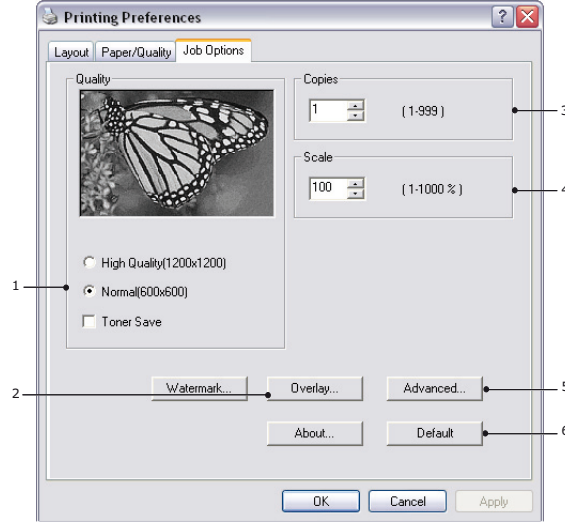 Printing Preferences
Layout Paper/Quality Job Options
Quality
Copies
1 (1-999) 3
Scale
100 (1-1000 %) 4
High Quality(1200x1200)
1 Normal(600x600)
Toner Save
2 Watermark... Overlay... Advanced... 5
About... Default 6
OK Cancel Apply